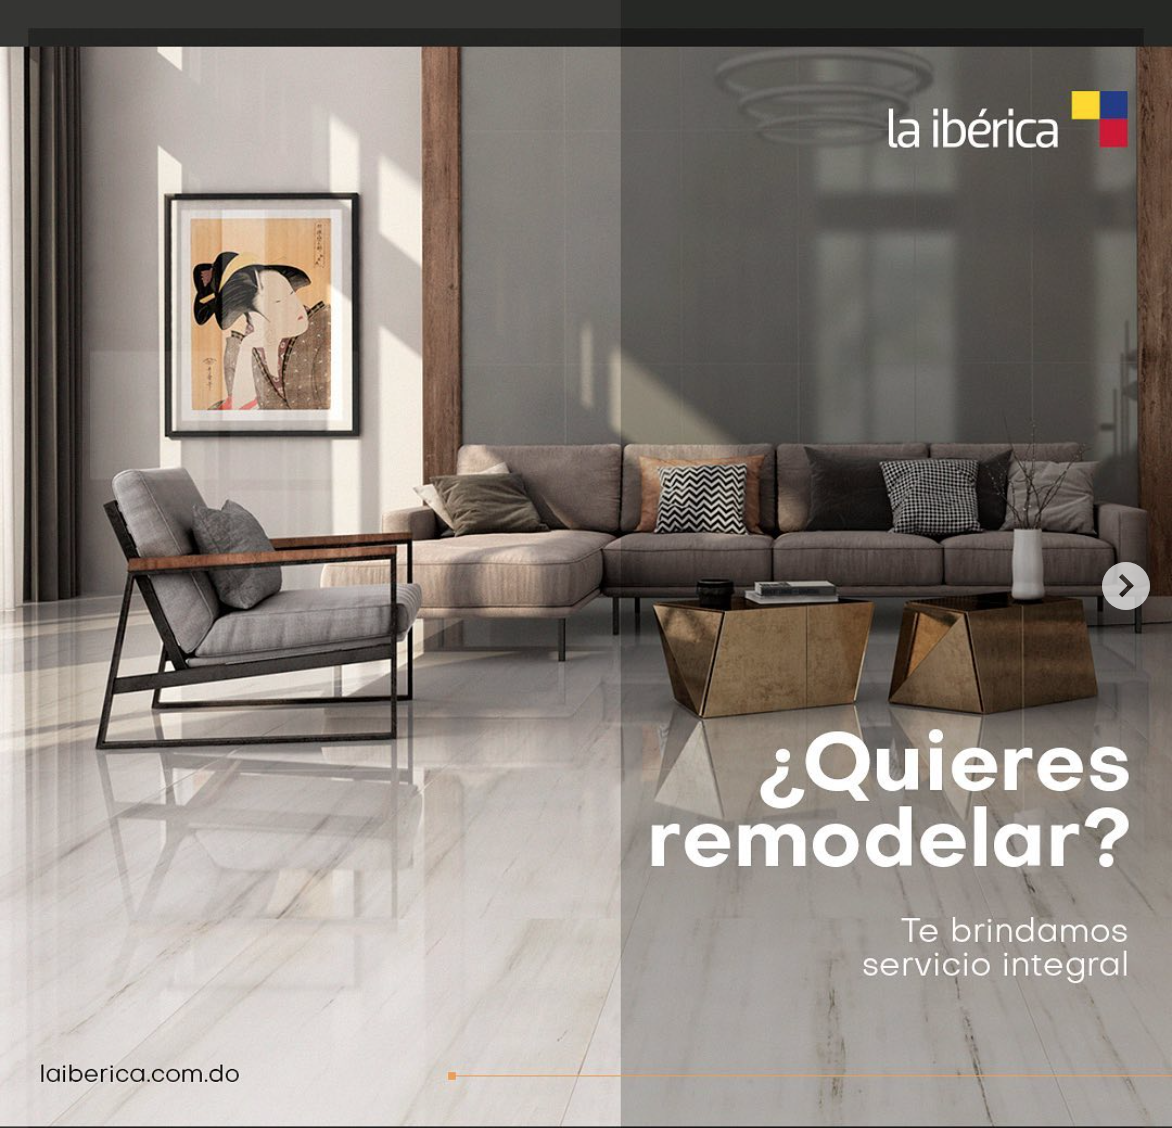 la ibérica
¿Quieres
remodelar?
Te brindamos
servicio integral
laiberica.com.do